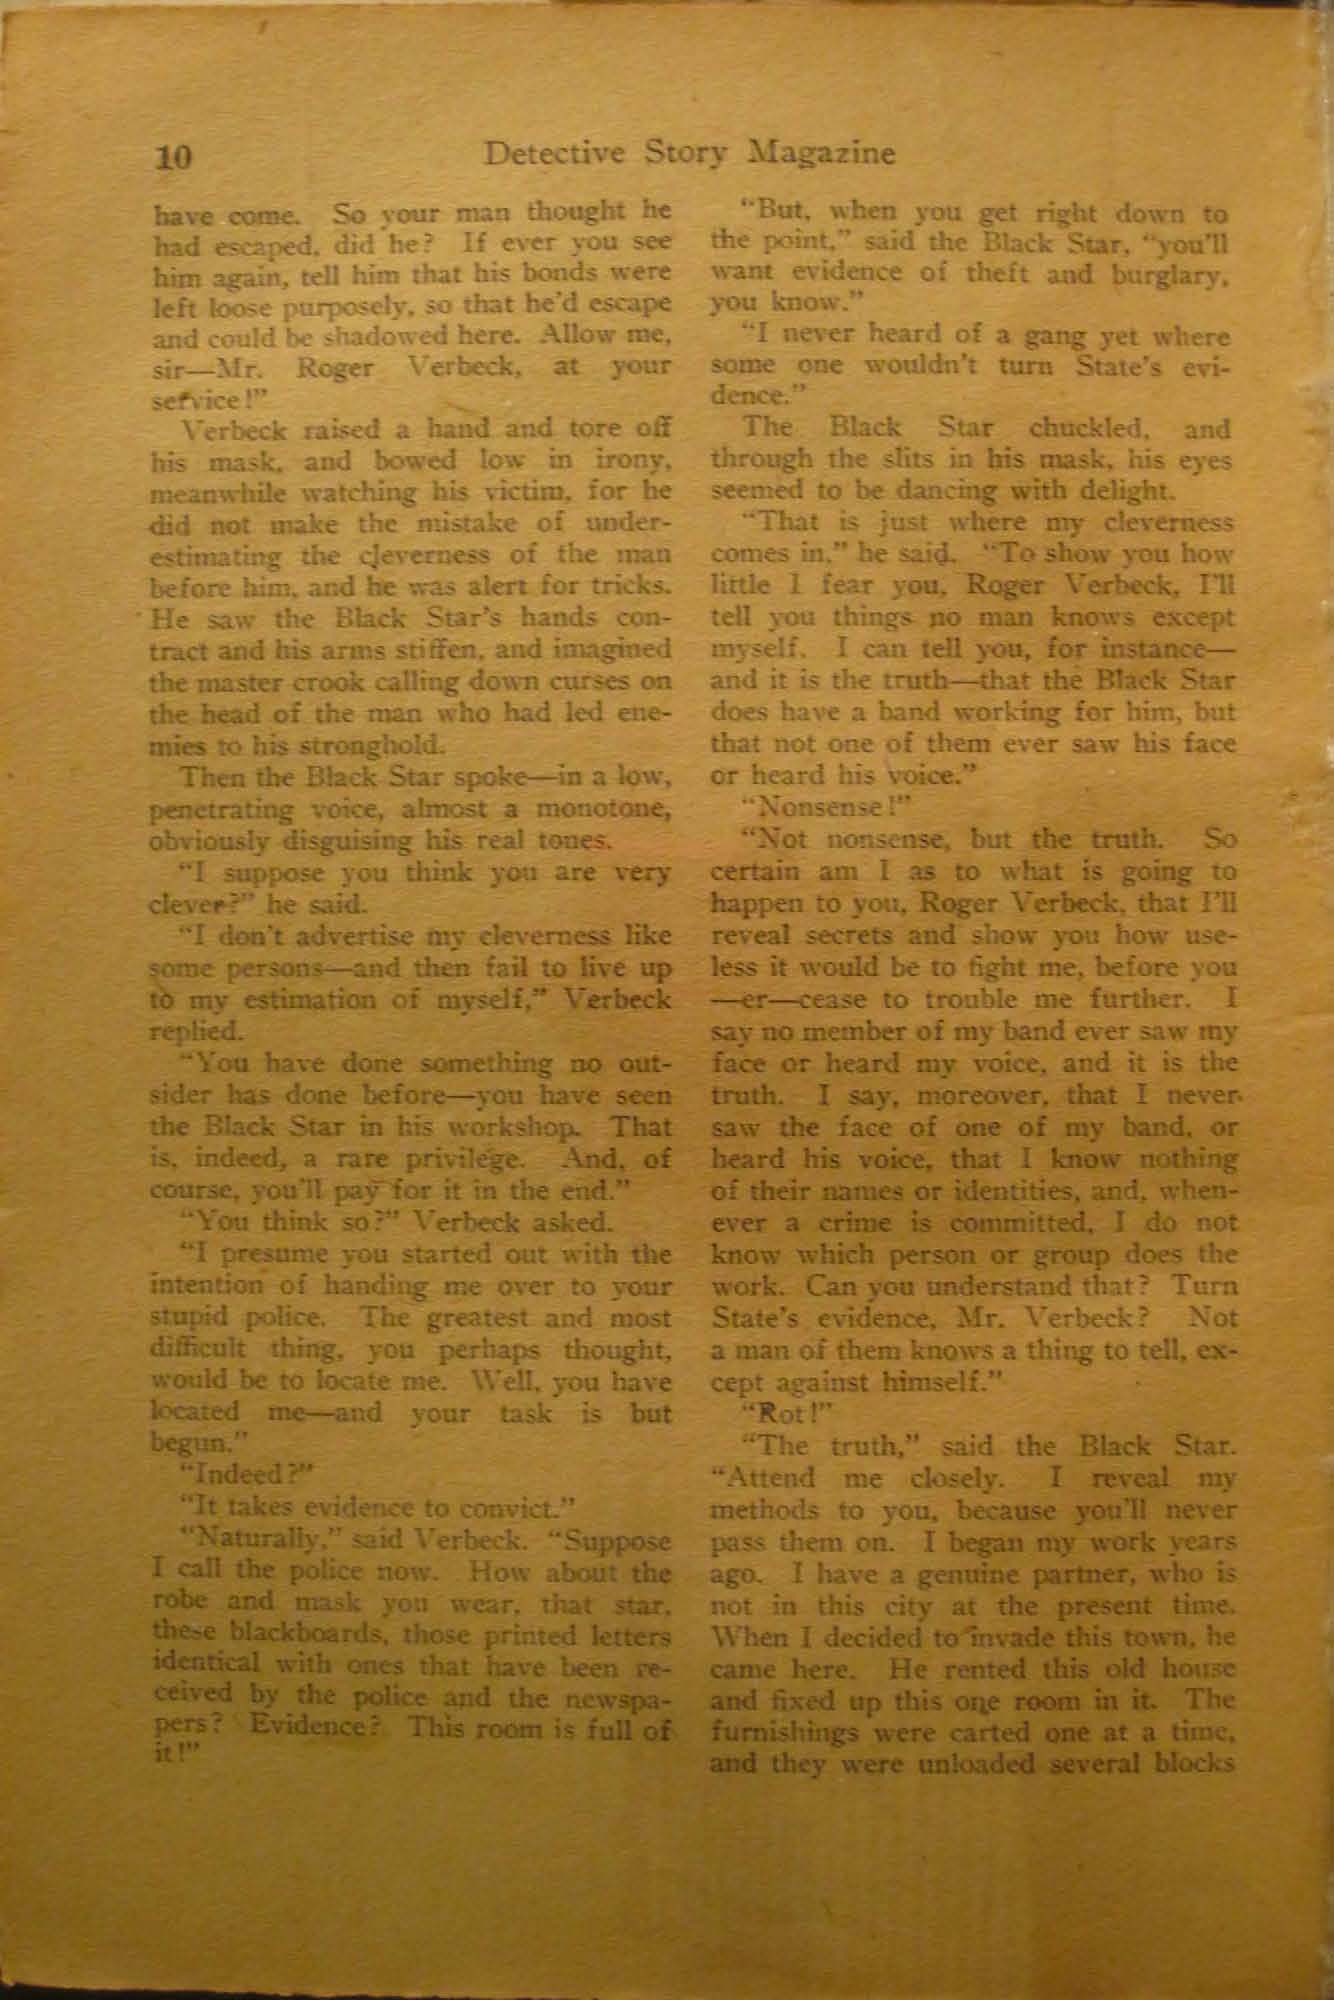 10
Detective Story Magazine
have come. So your man thought he
had escaped, did he? If ever you see
him again, tell him that his bonds were
left loose purposely, so that he'd escape
and could be shadowed here. Allow me,
sir—Mr. Roger Verbeck, at your
service!”
Verbeck raised a hand and tore off
his mask, and bowed low in irony,
meanwhile watching his victim, for he
did not make the mistake of under-
estimating the cleverness of the man
before him, and he was alert for tricks.
He saw the Black Star's hands con-
tract and his arms stiffen, and imagined
the master crook calling down curses on
the head of the man who had led ene-
mies to his stronghold.
Then the Black Star spoke—in a low,
penetrating voice, almost a monotone,
obviously disguising his real tones.
“I suppose you think you are very
clever?” he said.
“I don't advertise my cleverness like
some persons—and then fail to live up
to my estimation of myself,” Verbeck
replied.
“You have done something no out-
sider has done before—you have seen
the Black Star in his workshop. That
is, indeed, a rare privilege. And, of
course, you'll pay for it in the end.”
“You think so?” Verbeck asked.
“I presume you started out with the
intention of handing me over to your
stupid police. The greatest and most
difficult thing, you perhaps thought,
would be to locate me. Well, you have
located me—and your task is but
begun.”
“Indeed?”
“It takes evidence to convict.”
“Naturally,” said Verbeck. “Suppose
I call the police now. How about the
robe and mask you wear, that star,
these blackboards, those printed letters
identical with ones that have been re-
ceived by the police and the newspa-
pers? Evidence? This room is full of
it!”
“But, when you get right down to
the point,” said the Black Star, “you'll
want evidence of theft and burglary,
you know.”
“I never heard of a gang yet where
some one wouldn't turn State's evi-
dence.”
The Black Star chuckled, and
through the slits in his mask, his eyes
seemed to be dancing with delight.
“That is just where my cleverness
comes in,” he said. “To show you how
little I fear you, Roger Verbeck, I'll
tell you things no man knows except
myself. I can tell you, for instance—
and it is the truth—that the Black Star
does have a band working for him, but
that not one of them ever saw his face
or heard his voice.”
“Nonsense!”
“Not nonsense, but the truth. So
certain am I as to what is going to
happen to you, Roger Verbeck, that I'll
reveal secrets and show you how use-
less it would be to fight me, before you
—er—cease to trouble me further. I
say no member of my band ever saw my
face or heard my voice, and it is the
truth. I say, moreover, that I never
saw the face of one of my band, or
heard his voice, that I know nothing
of their names or identities, and, when-
ever a crime is committed, I do not
know which person or group does the
work. Can you understand that? Turn
State's evidence, Mr. Verbeck? Not
a man of them knows a thing to tell, ex-
cept against himself.”
“Rot!”
“The truth,” said the Black Star.
“Attend me closely. I reveal my
methods to you, because you'll never
pass them on. I began my work years
ago. I have a genuine partner, who is
not in this city at the present time.
When I decided to invade this town, he
came here. He rented this old house
and fixed up this one room in it. The
furnishings were carted one at a time,
and they were unloaded several blocks